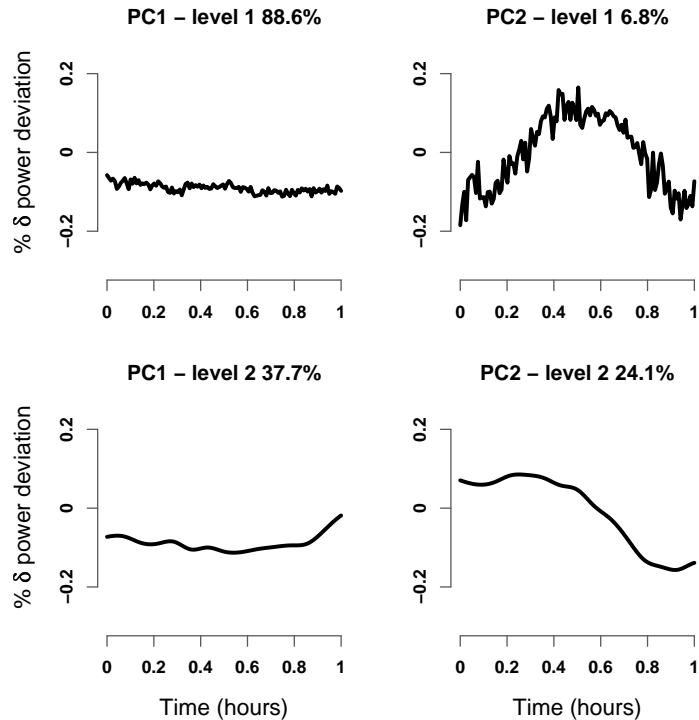 PC1 − level 1 88.6%
PC2 − level 1 6.8%
% δ power deviation
0.2
0
−0.2
0 0.2 0.4 0.6 0.8 1
0.2
0
−0.2
0 0.2 0.4 0.6 0.8 1
PC1 − level 2 37.7%
PC2 − level 2 24.1%
% δ power deviation
0.2
0
−0.2
0 0.2 0.4 0.6 0.8 1
0.2
0
−0.2
0 0.2 0.4 0.6 0.8 1
Time (hours)
Time (hours)